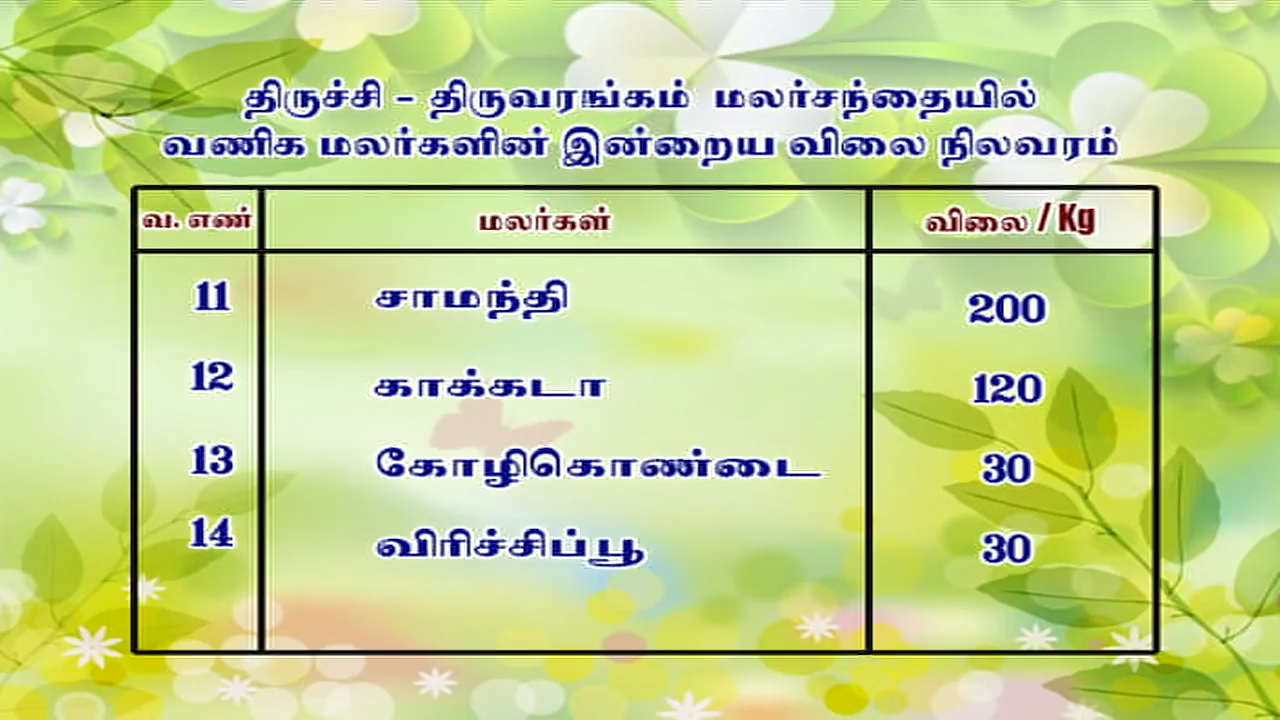 திருச்சி - திருவரங்கம் மலர்சந்தையில்
வணிக மலர்களின் இன்றைய விலை நிலவரம்
வ. எண் மலர்கள் விலை / Kg
11 சாமந்தி 200
12 காக்கடா 120
13 கோழிகொண்டை 30
14 விரிச்சிப்பூ 30